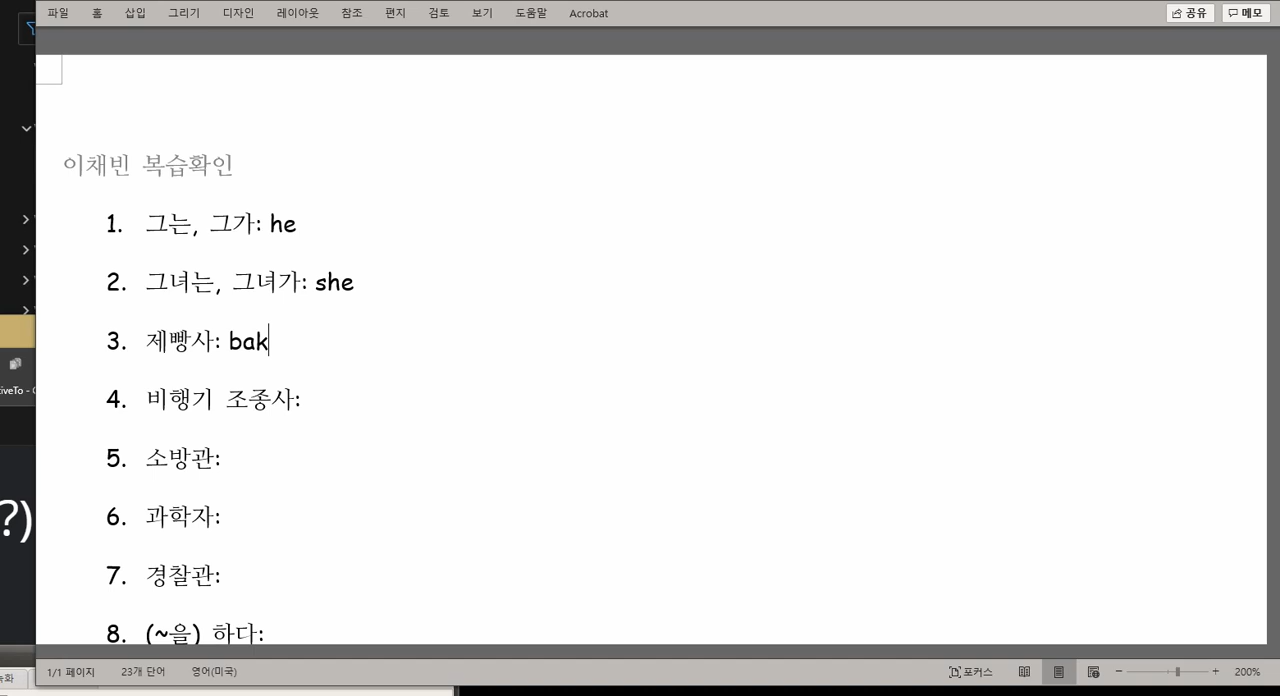 파일 홈 삽입 그리기 디자인 레이아웃 참조 편지 검토 보기 도움말 Acrobat 공유 메모
이채빈 복습확인
1. 그는, 그가: he
2. 그녀는, 그녀가: she
3. 제빵사: bak
4. 비행기 조종사:
iveTo -
5. 소방관:
6. 과학자:
?)
7. 경찰관:
8. (~을) 하다:
1/1 페이지 23개 단어 영어(미국) 포커스 200%